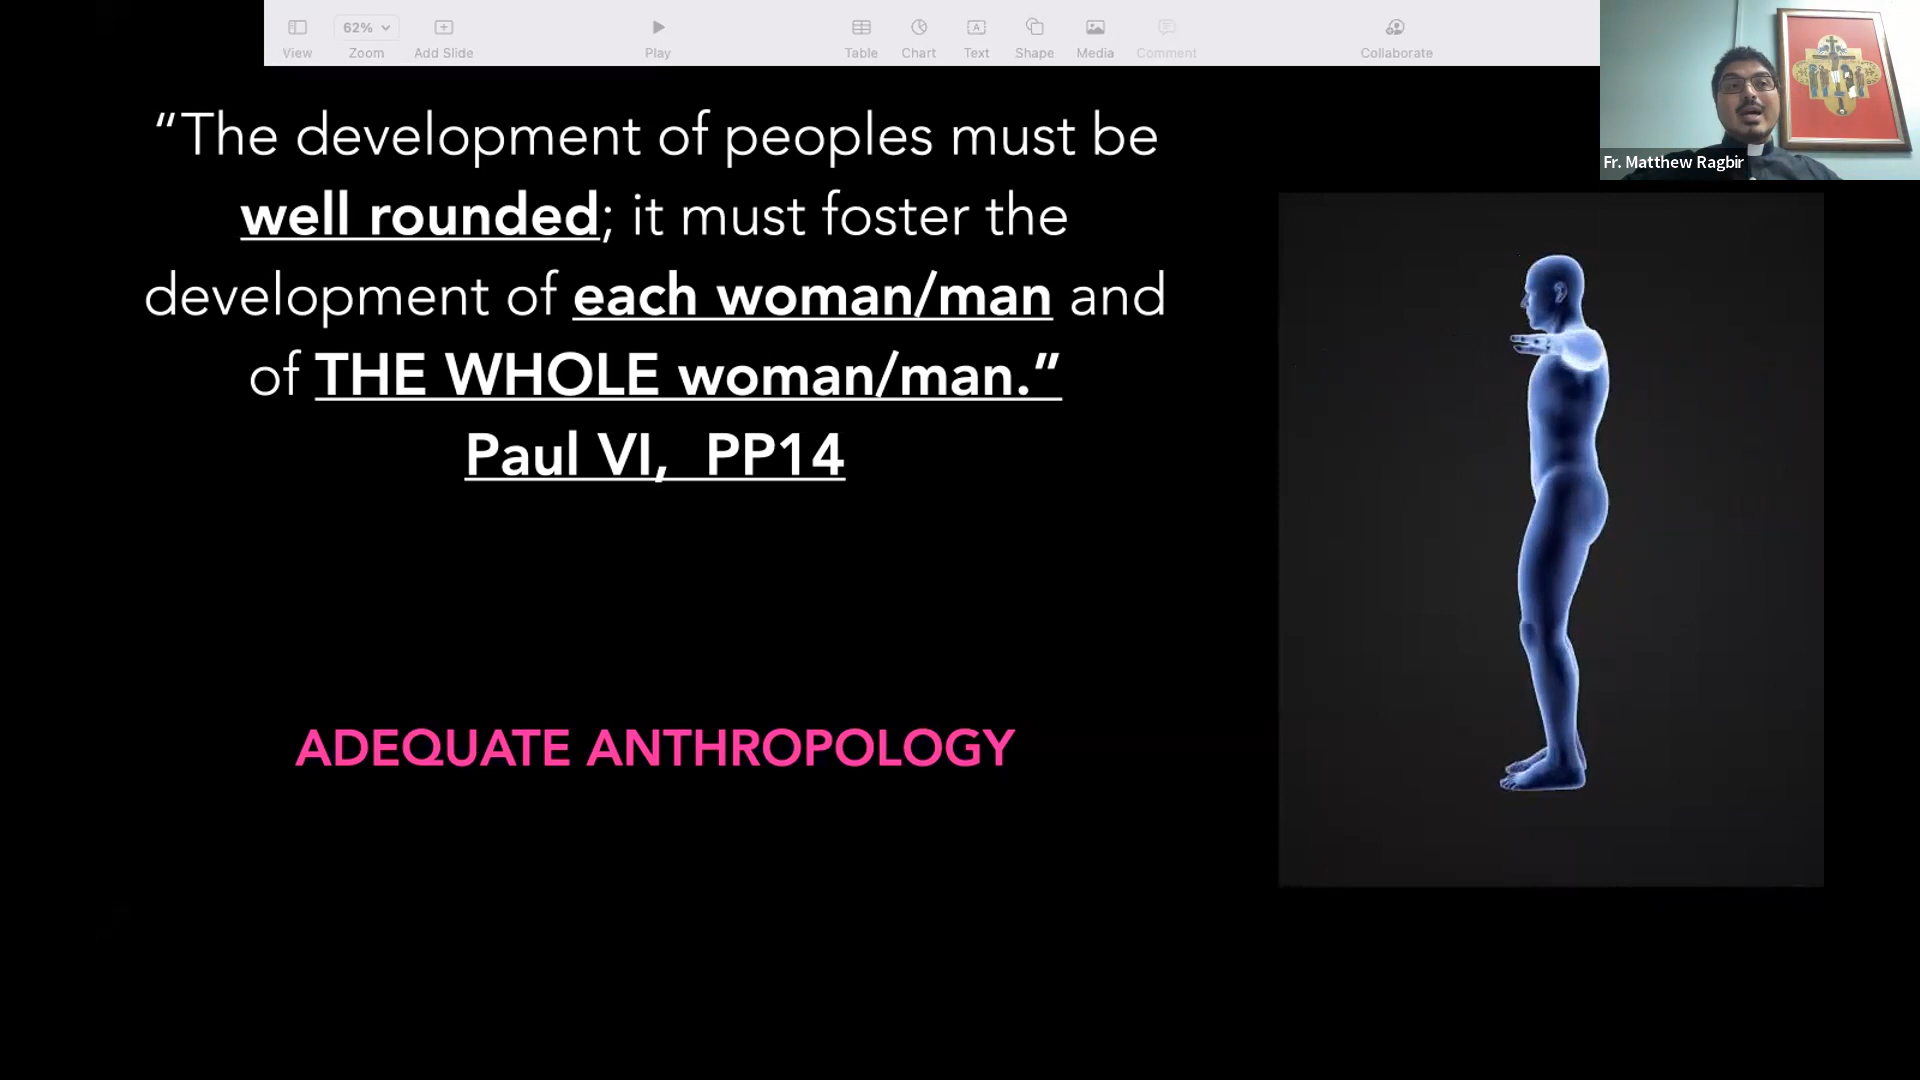 62%
View
Zoom
Add Slide
Play
Table
Chart
Text
Shape
Media
Comment
Collaborate
Fr. Matthew Ragbir
“The development of peoples must be
well rounded; it must foster the
development of each woman/man and
of THE WHOLE woman/man.”
Paul VI, PP14
ADEQUATE ANTHROPOLOGY